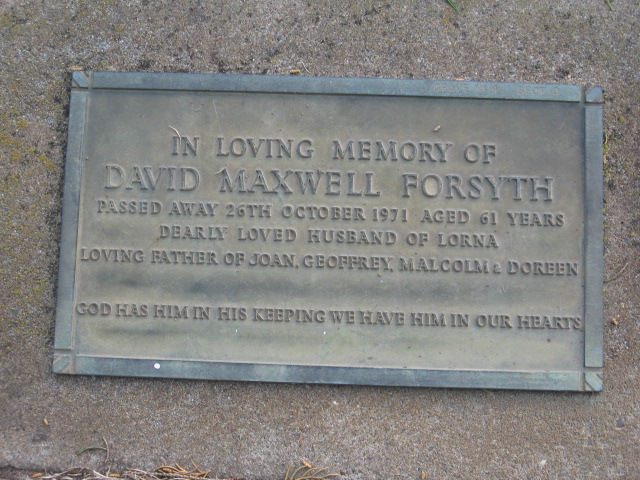 IN LOVING MEMORY OF
DAVID MAXWELL FORSYTH
PASSED AWAY 26TH OCTOBER 1971 AGED 61 YEARS
DEARLY LOVED HUSBAND OF LORNA
LOVING FATHER OF JOAN, GEOFFREY, MALCOLM & DOREEN
GOD HAS HIM IN HIS KEEPING WE HAVE HIM IN OUR HEARTS